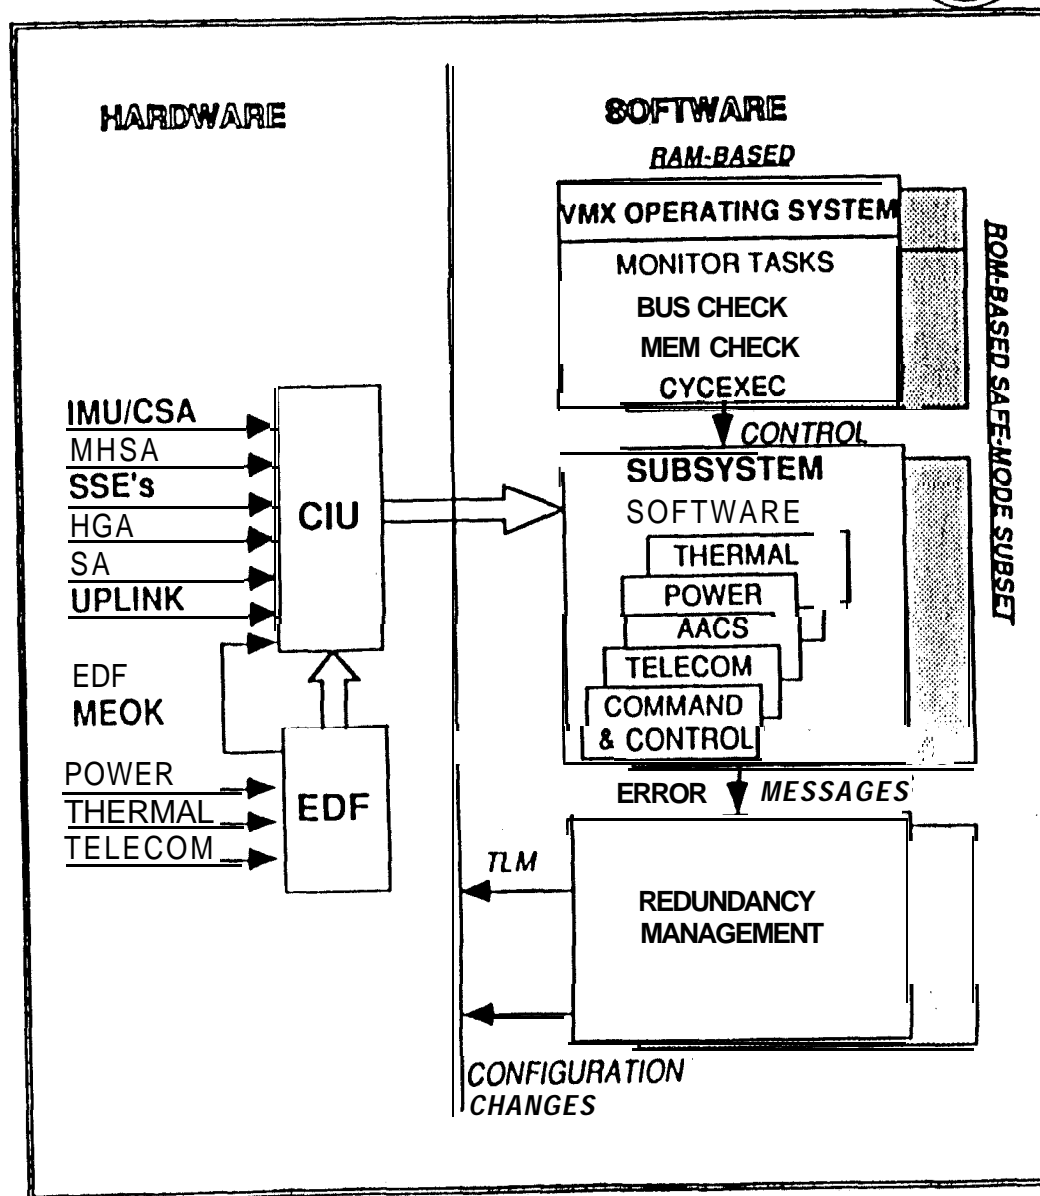 HARDWARE
SOFTWARE
RAM-BASED
VMX OPERATING SYSTEM
MONITOR TASKS
BUS CHECK
MEM CHECK
CYCEXEC
ROM-BASED SAFE-MODE SUBSET
CONTROL
SUBSYSTEM
SOFTWARE
THERMAL
POWER
AACS
TELECOM
COMMAND
& CONTROL
IMU/CSA
MHSA
SSE's
HGA
SA
UPLINK
CIU
EDF
MEOK
POWER
THERMAL
TELECOM
EDF
ERROR MESSAGES
TLM
REDUNDANCY
MANAGEMENT
CONFIGURATION
CHANGES